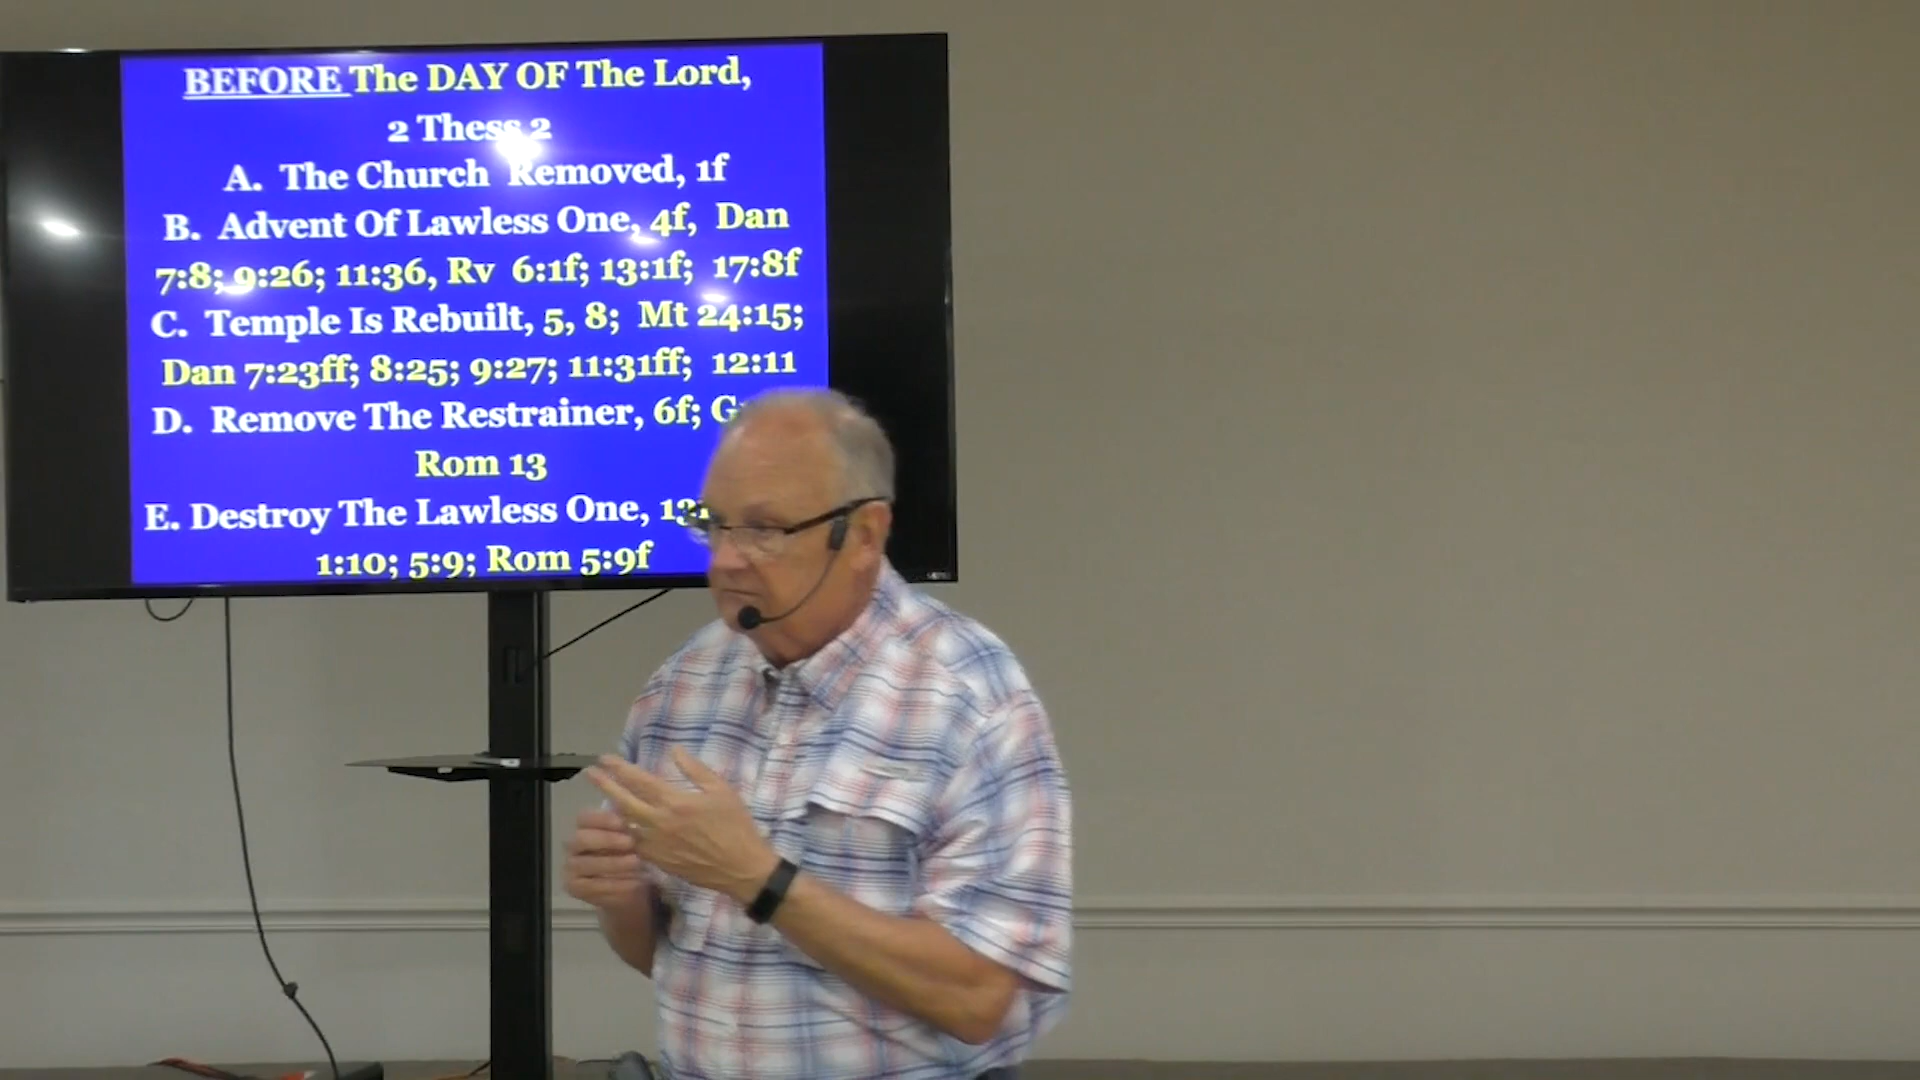 BEFORE The DAY OF The Lord,
2 Thess 2
A. The Church Removed, 1f
B. Advent Of Lawless One, 4f, Dan
7:8; 9:26; 11:36, Rv 6:1f; 13:1f; 17:8f
C. Temple Is Rebuilt, 5, 8; Mt 24:15;
Dan 7:23ff; 8:25; 9:27; 11:31ff; 12:11
D. Remove The Restrainer, 6f;
Rom 13
E. Destroy The Lawless One,
1:10; 5:9; Rom 5:9f